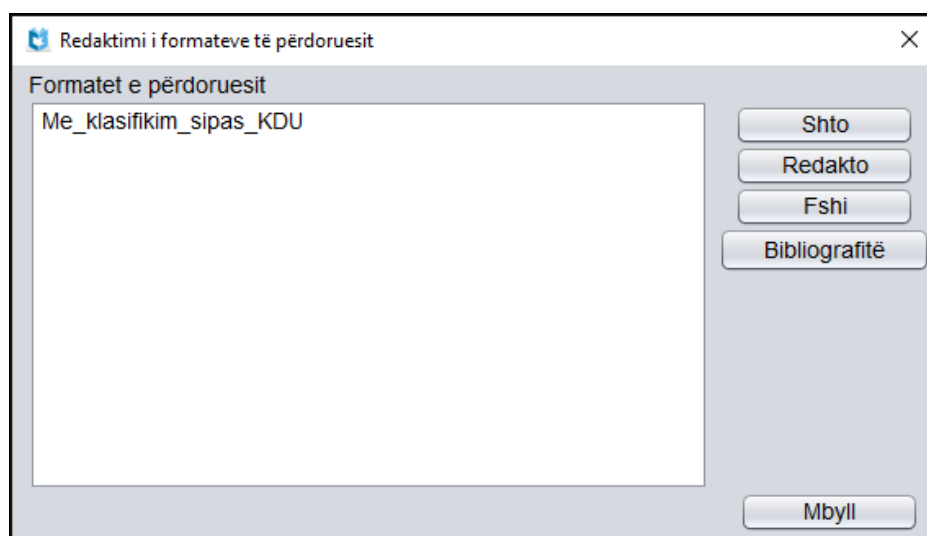 Redaktimi i formateve të përdoruesit
Formatet e përdoruesit
Me_klasifikim_sipas_KDU
Shto
Redakto
Fshi
Bibliografitë
Mbyll